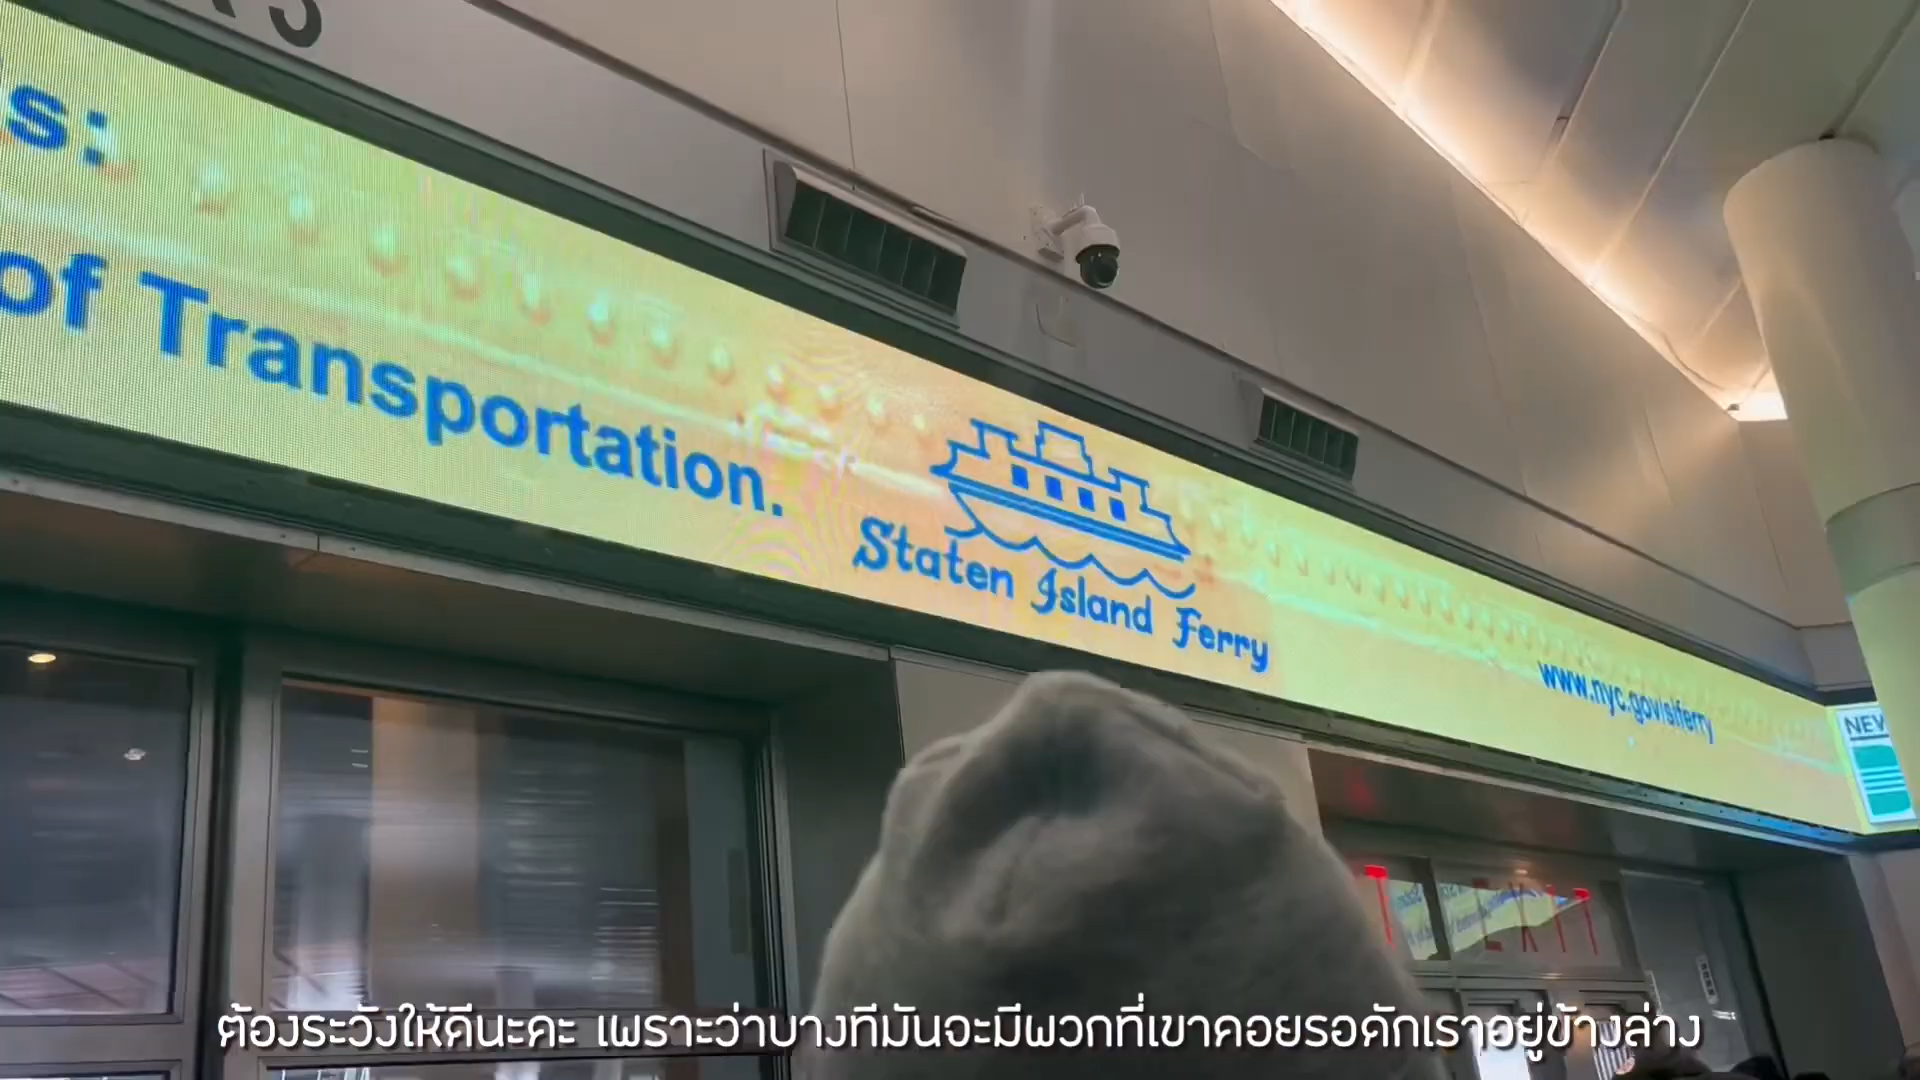 s:
of Transportation.
Staten Island Ferry
www.nyc.gov/siferry
EXIT
ต้องระวังให้ดีนะคะ เพราะว่าบางทีมันจะมีพวกที่เขาคอยรอดักเราอยู่ข้างล่าง